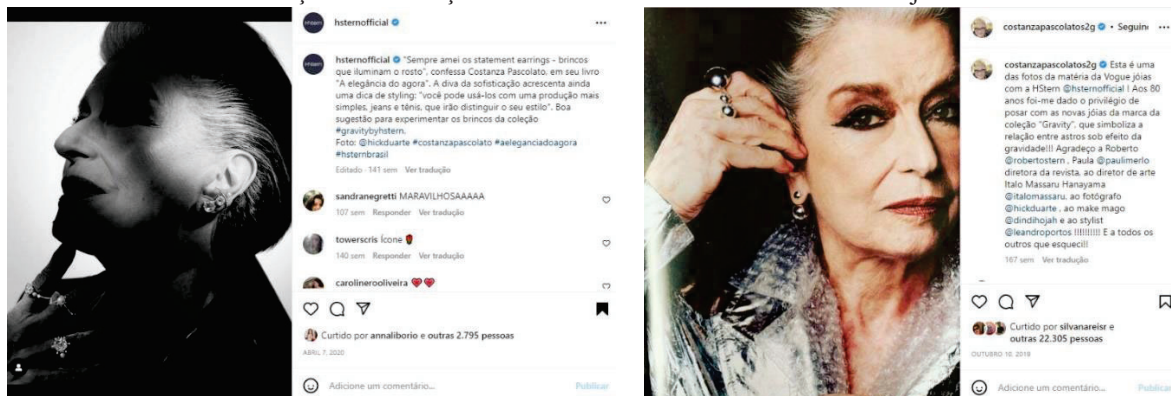 hsternofficial
hsternofficial "Sempre amei os statement earrings - brincos
que iluminam o rosto", confessa Costanza Pascolato, em seu livro
"A elegância do agora". A diva da sofisticação acrescenta ainda
uma dica de styling: "você pode usá-los com uma produção mais
simples, jeans e tênis, que irão distinguir o seu estilo". Boa
sugestão para experimentar os brincos da coleção
#gravitybyhstern.
Foto: @hickduarte #costanzapascolato #aeleganciadoagora
#hsternbrasil
Editado · 141 sem Ver tradução
sandranegretti MARAVILHOSAAAAA
107 sem Responder Ver tradução
towerscris Ícone
140 sem Responder Ver tradução
carolinerooliveira
Curtido por annaliborio e outras 2.795 pessoas
ABRIL 7, 2020
Adicione um comentário... Publicar
costanzapascolatos2g • Seguin
costanzapascolatos2g Esta é uma
das fotos da matéria da Vogue jóias
com a HStern @hsternofficial ! Aos 80
anos foi-me dado o privilégio de
posar com as novas jóias da marca da
coleção "Gravity", que simboliza a
relação entre astros sob efeito da
gravidade!!! Agradeço a Roberto
@robertostern, Paula @paulimerlo
diretora da revista, ao diretor de arte
Italo Massaru Hanayama
@italomassaru, ao fotógrafo
@hickduarte , ao make mago
@dindihojah e ao stylist
@leandroportos !!!!!!!!!! E a todos os
outros que esqueci!!
167 sem Ver tradução
Curtido por silvanareisr e
outras 22.305 pessoas
OUTUBRO 10, 2019
Adicione um comentário... Publicar